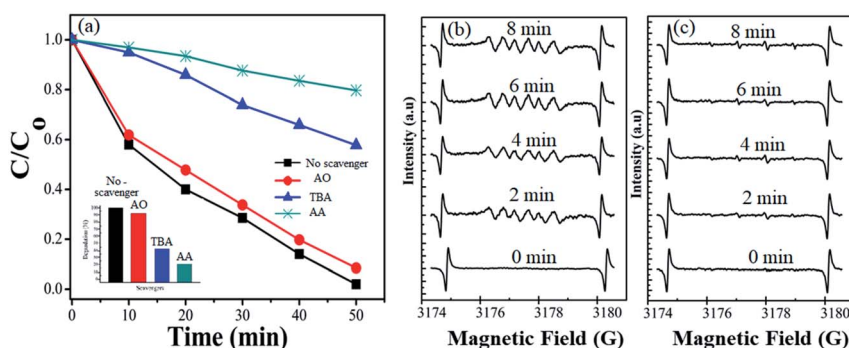 (a)
C/Co
1.0
0.8
0.6
0.4
0.2
0.0
0 10 20 30 40 50
Time (min)
No scavenger
AO
TBA
AA
No -
scavenger
AO
TBA
AA
Degradation (%)
100
Scavengers
(b)
8 min
6 min
4 min
2 min
0 min
Intensity (a.u)
3174 3176 3178 3180
Magnetic Field (G)
(c)
8 min
6 min
4 min
2 min
0 min
Intensity (a.u)
3174 3176 3178 3180
Magnetic Field (G)